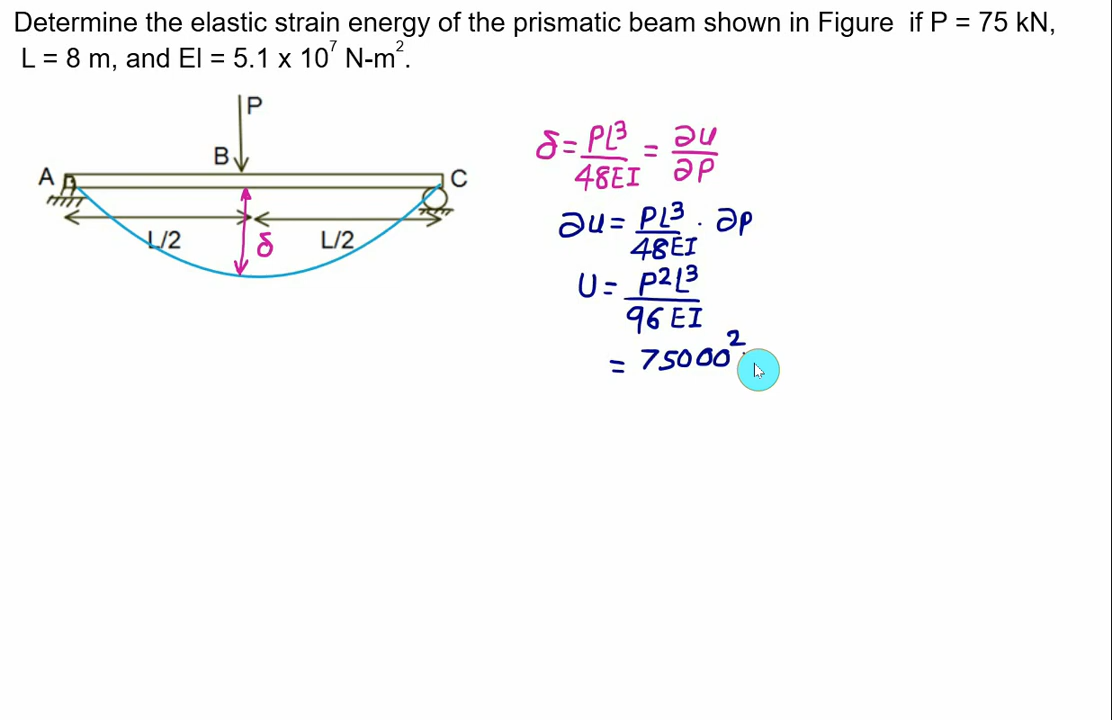 Determine the elastic strain energy of the prismatic beam shown in Figure if P = 75 kN,
L = 8 m, and EI = 5.1 x 10⁷ N-m².
P
B
A
C
L/2
δ
L/2
δ = PL³/48EI = ∂U/∂P
∂U = PL³/48EI · ∂P
U = P²L³/96 EI
= 75000²